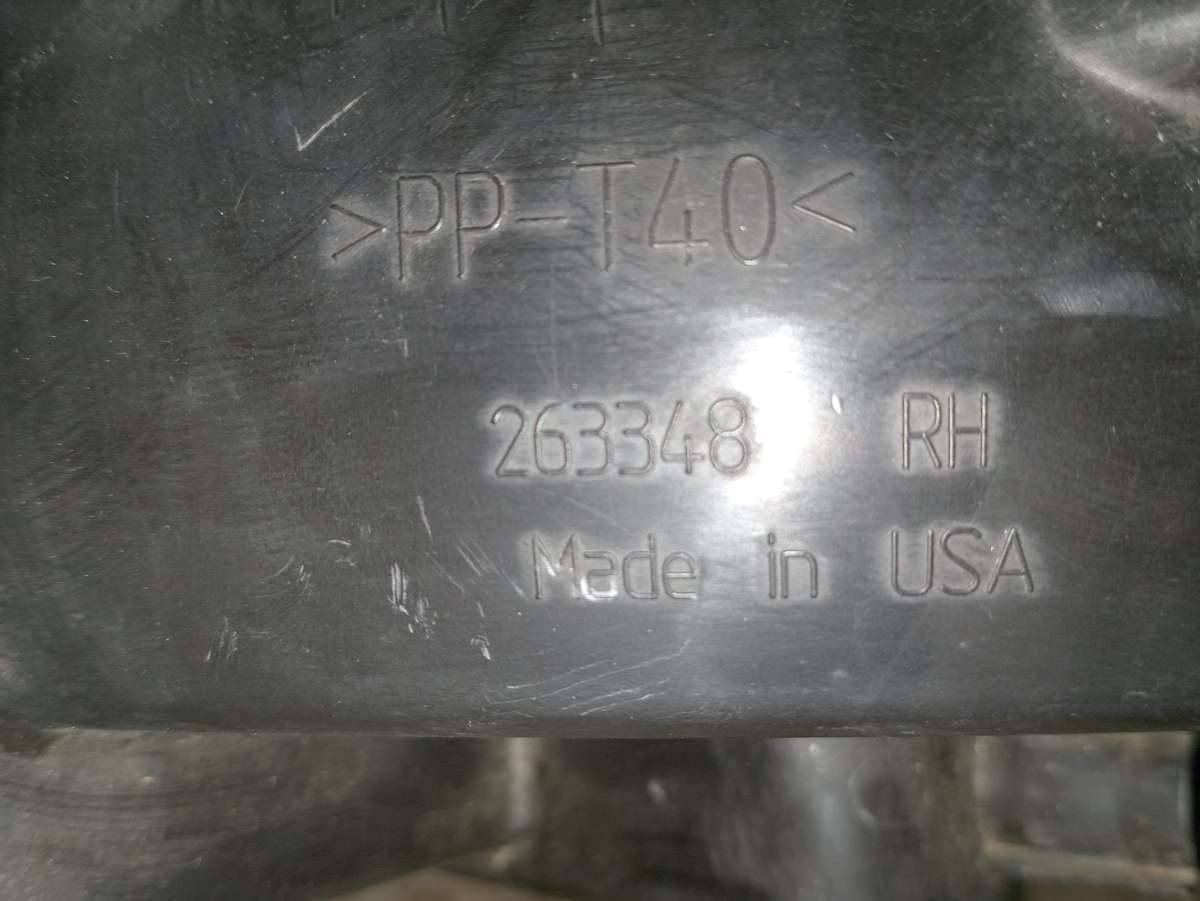 >PP-T40<
263348 RH
Made in USA